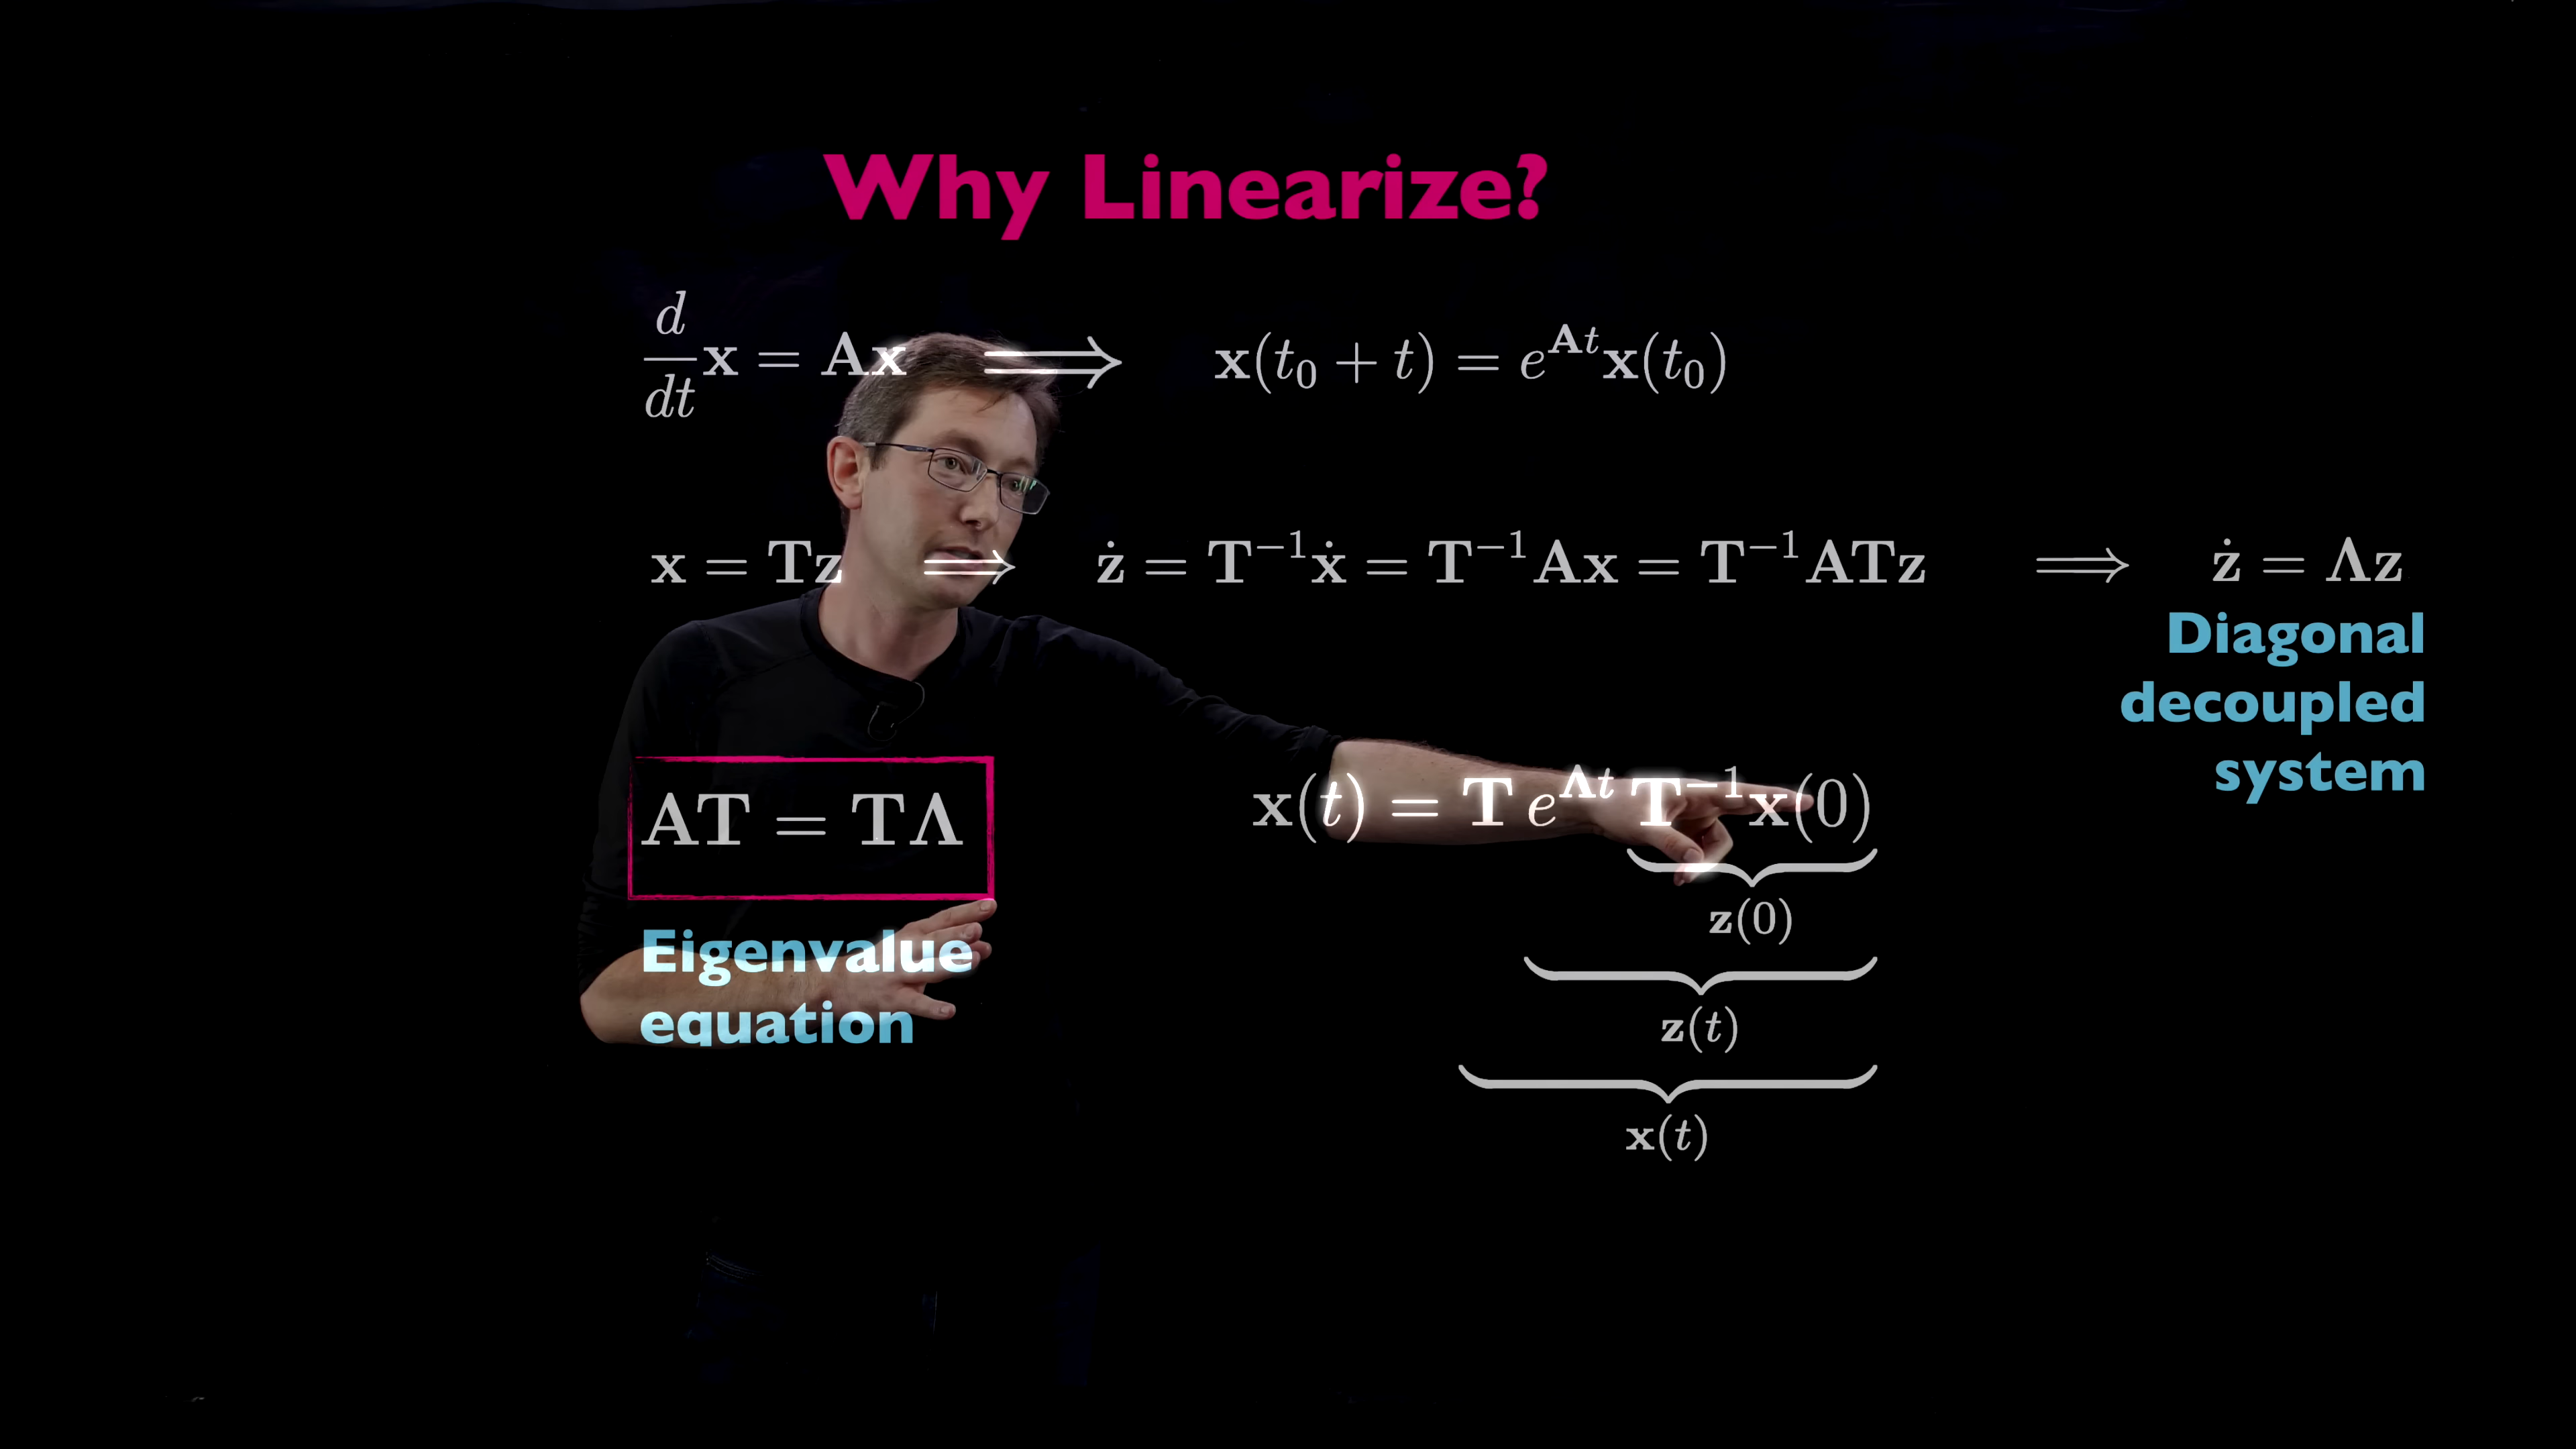 Why Linearize?
d/dt x = Ax ⟹ x(t₀ + t) = e^{At}x(t₀)
x = Tz ⟹ ż = T⁻¹ẋ = T⁻¹Ax = T⁻¹ATz ⟹ ż = Λz
Diagonal
decoupled
system
AT = TΛ
Eigenvalue
equation
x(t) = T e^{Λt} T⁻¹x(0)
z(0)
z(t)
x(t)